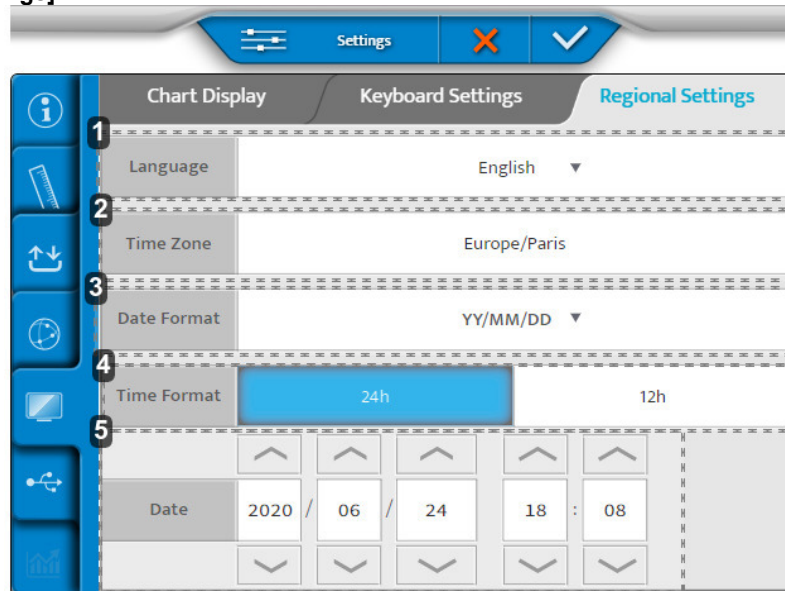 ge]
Settings
Chart Display Keyboard Settings Regional Settings
1
Language English ▼
2
Time Zone Europe/Paris
3
Date Format YY/MM/DD ▼
4
Time Format 24h 12h
5
Date 2020 / 06 / 24 18 : 08